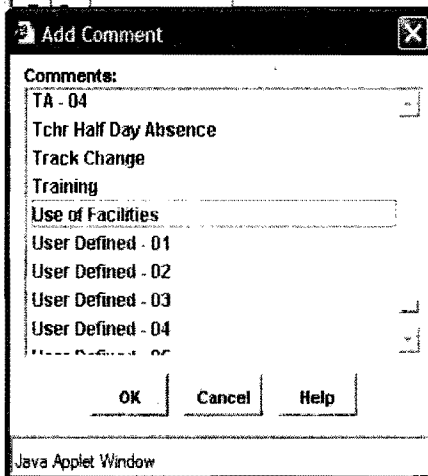 Add Comment
Comments:
TA - 04
Tchr Half Day Absence
Track Change
Training
Use of Facilities
User Defined - 01
User Defined - 02
User Defined - 03
User Defined - 04
OK Cancel Help
Java Applet Window